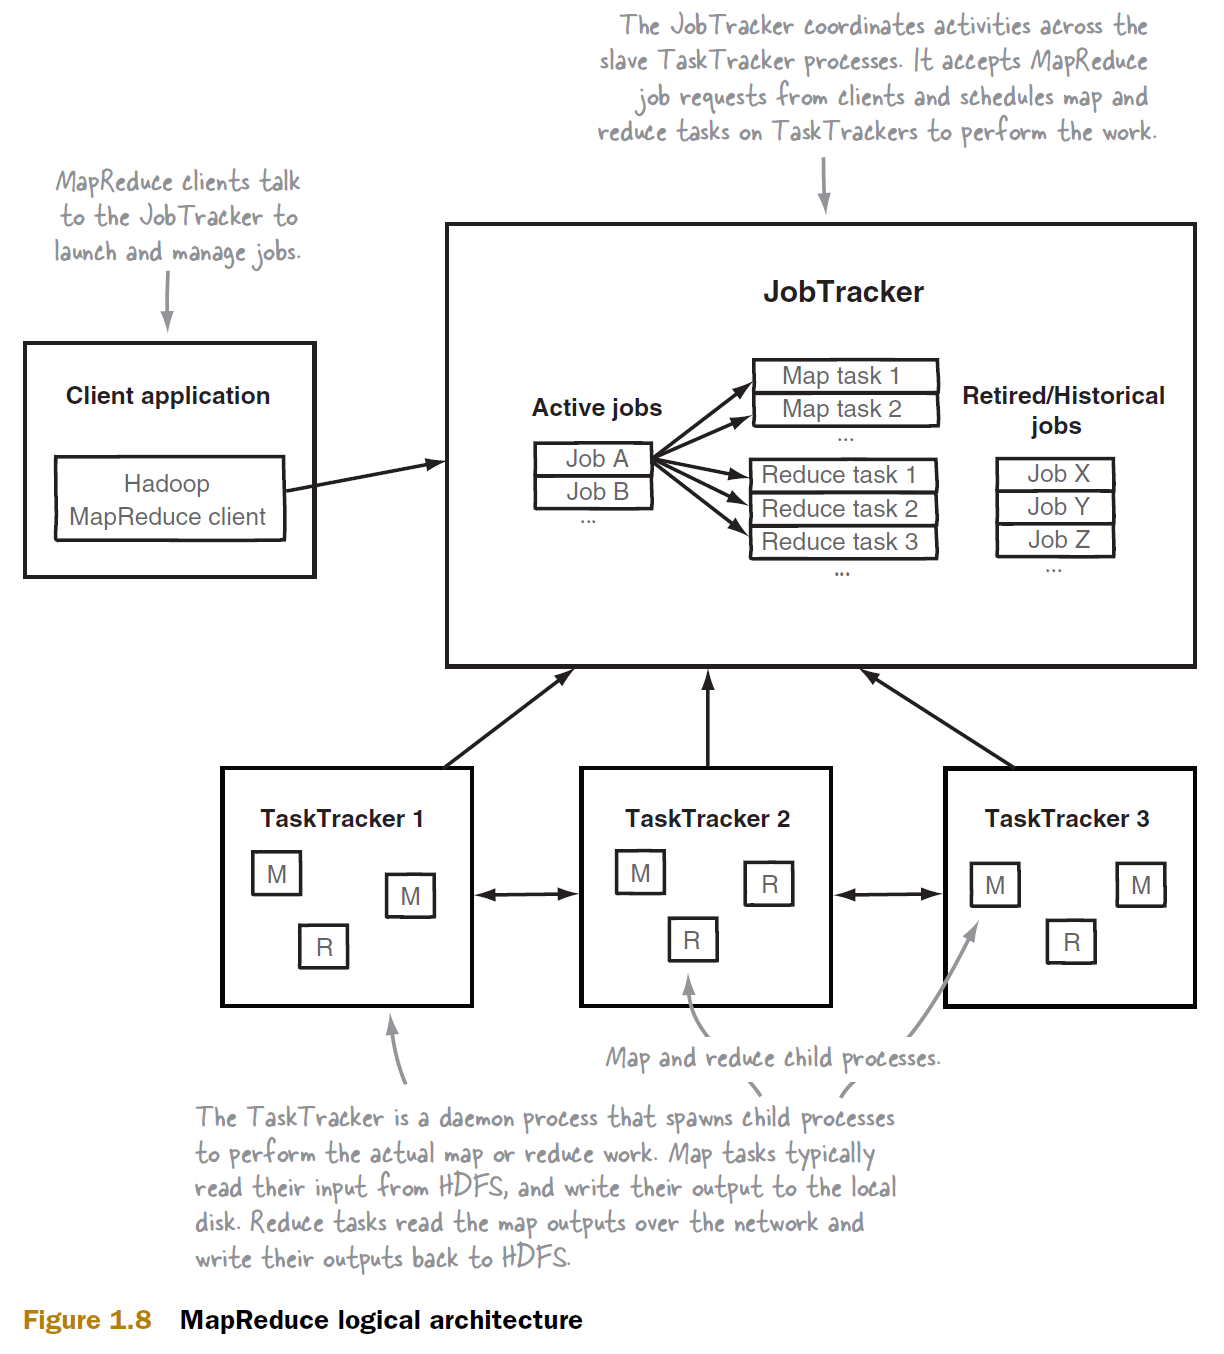 The JobTracker coordinates activities across the
slave TaskTracker processes. It accepts MapReduce
job requests from clients and schedules map and
reduce tasks on TaskTrackers to perform the work.
MapReduce clients talk
to the JobTracker to
launch and manage jobs.
Client application
Hadoop
MapReduce client
JobTracker
Active jobs
Job A
Job B
...
Map task 1
Map task 2
...
Reduce task 1
Reduce task 2
Reduce task 3
...
Retired/Historical
jobs
Job X
Job Y
Job Z
...
TaskTracker 1
M
M
R
TaskTracker 2
M
R
R
TaskTracker 3
M
M
R
Map and reduce child processes.
The TaskTracker is a daemon process that spawns child processes
to perform the actual map or reduce work. Map tasks typically
read their input from HDFS, and write their output to the local
disk. Reduce tasks read the map outputs over the network and
write their outputs back to HDFS.
Figure 1.8 MapReduce logical architecture